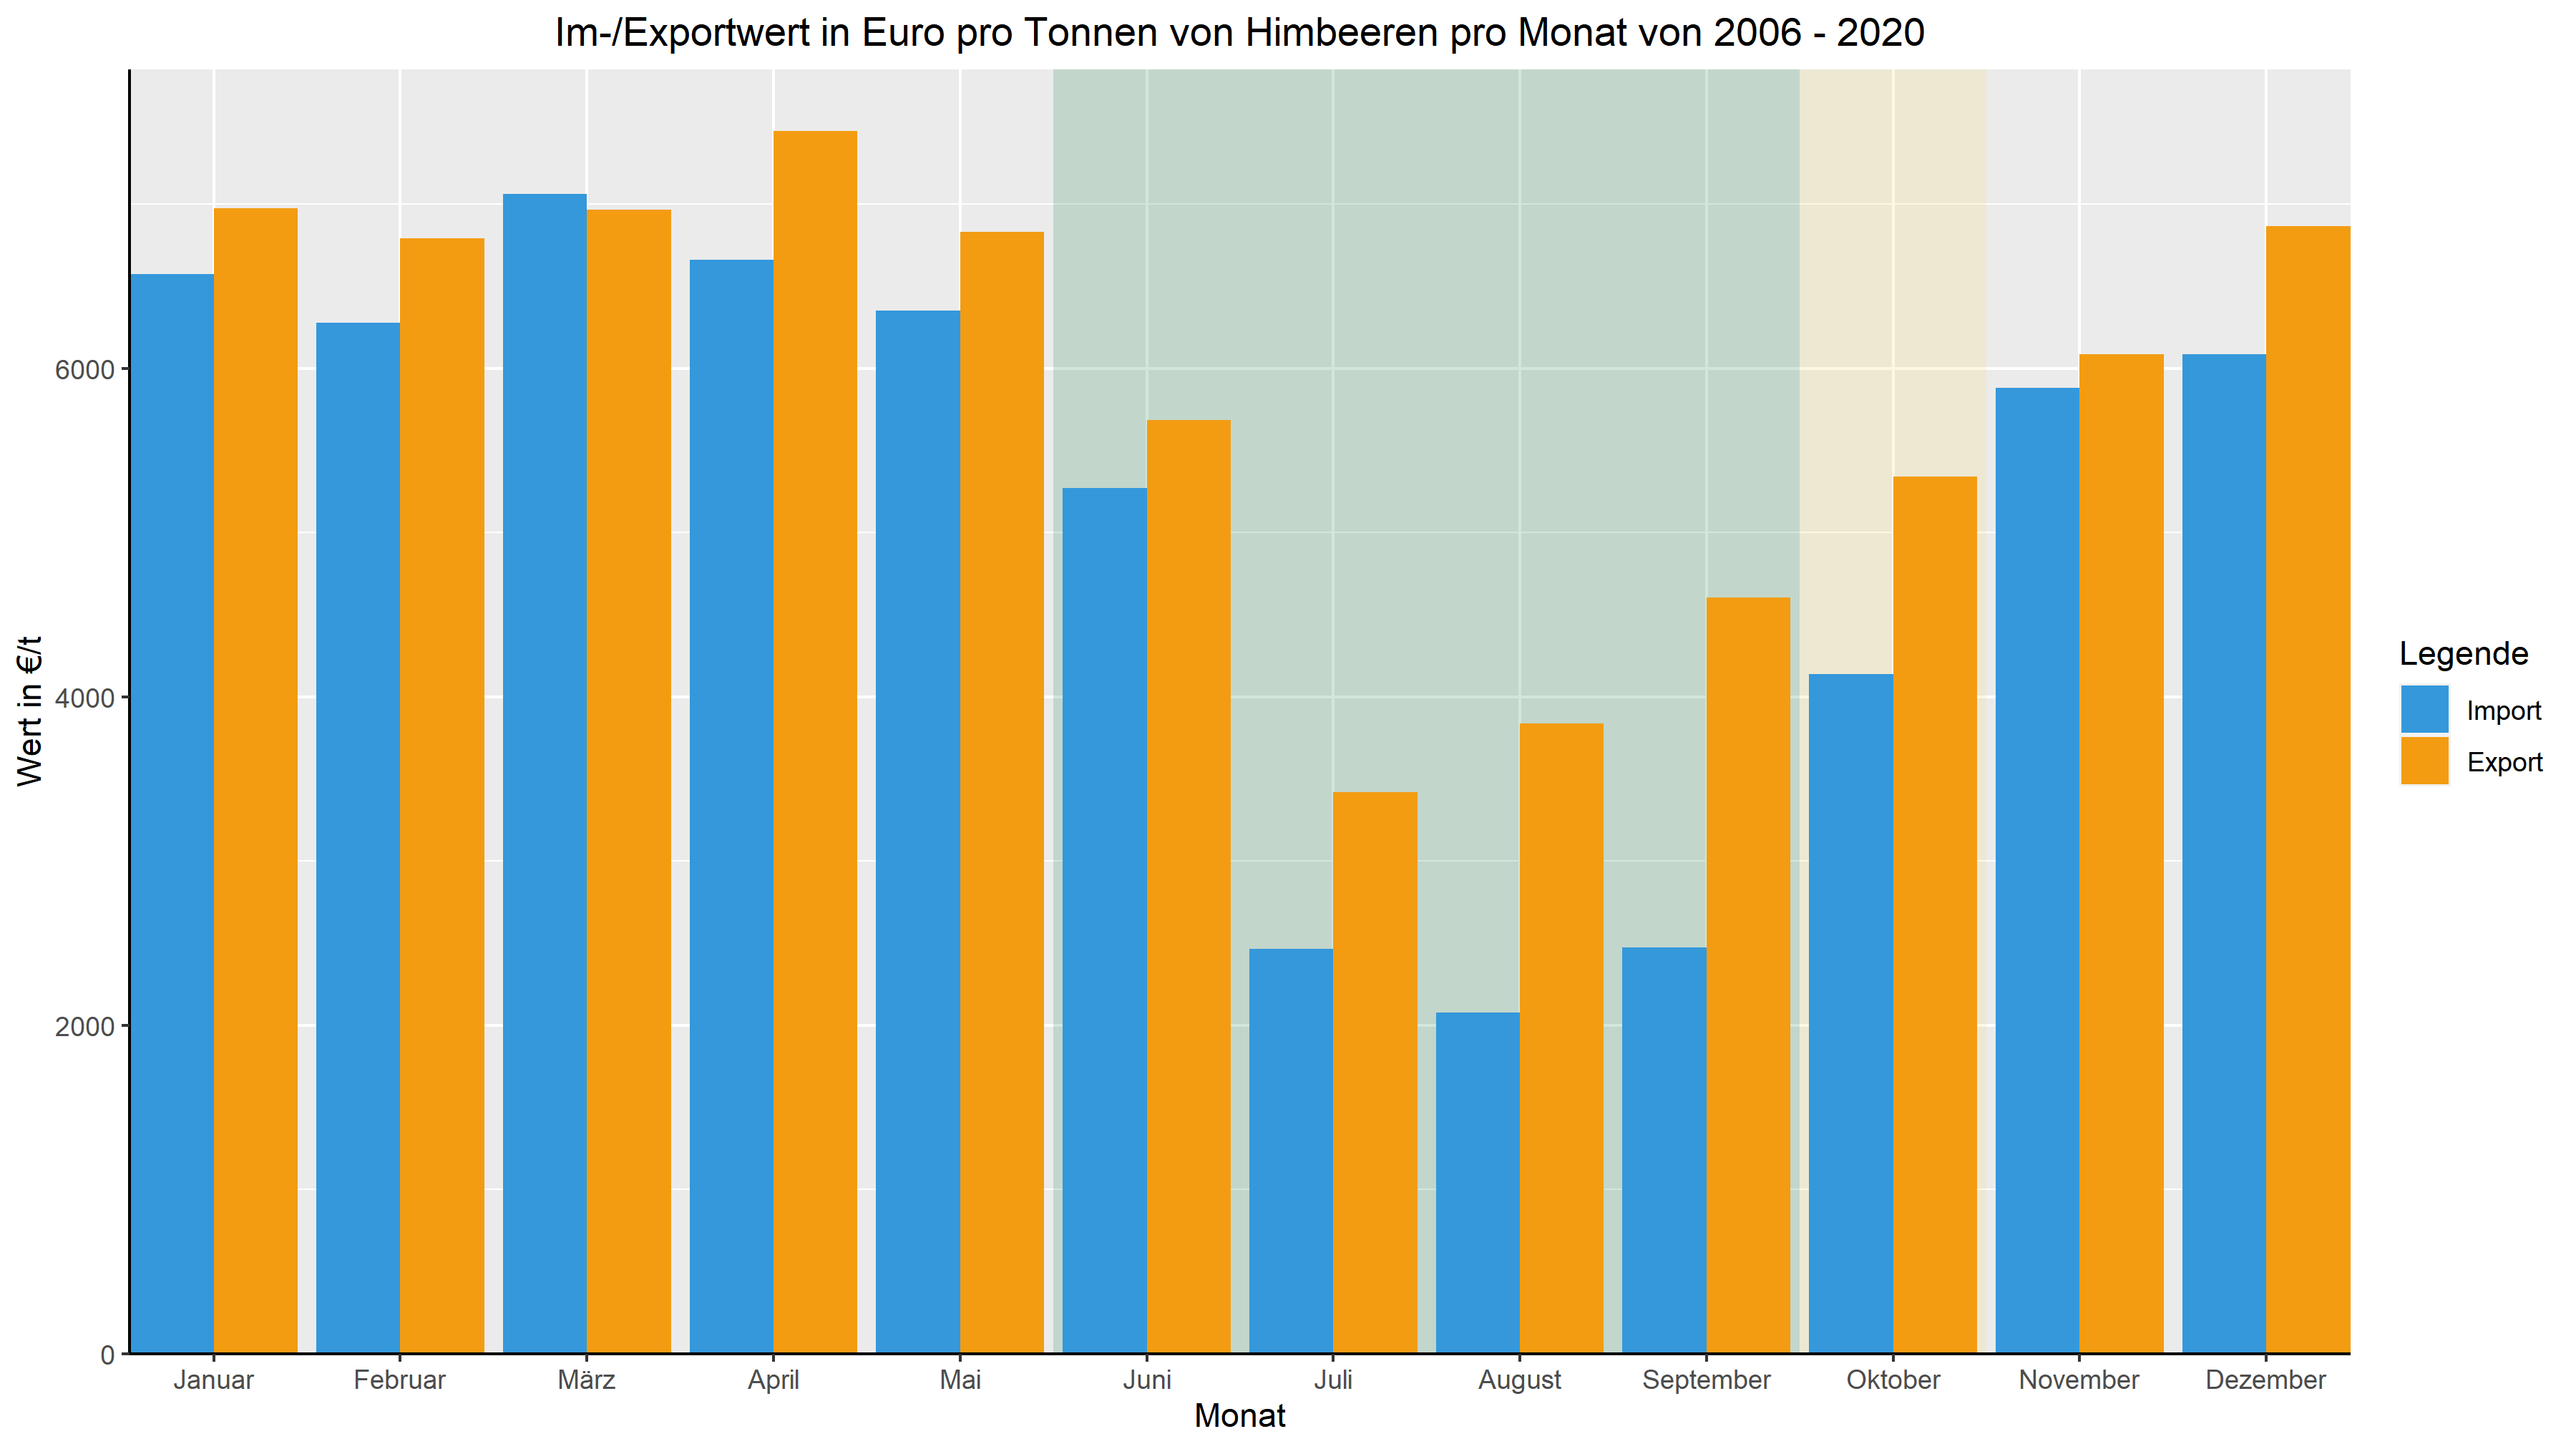 Im-/Exportwert in Euro pro Tonnen von Himbeeren pro Monat von 2006 - 2020
Wert in €/t
6000
4000
2000
0
Januar Februar März April Mai Juni Juli August September Oktober November Dezember
Monat
Legende
Import
Export